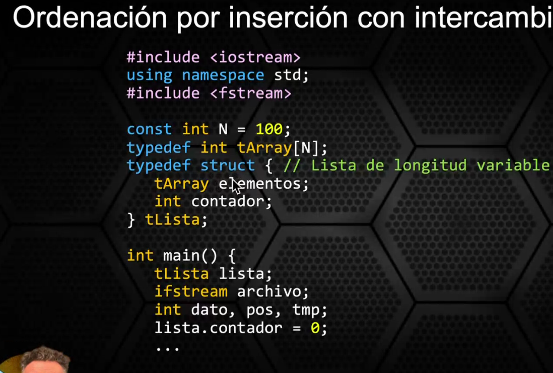 Ordenación por inserción con intercambi
#include <iostream>
using namespace std;
#include <fstream>
const int N = 100;
typedef int tArray[N];
typedef struct { // Lista de longitud variable
tArray elementos;
int contador;
} tLista;
int main() {
tLista lista;
ifstream archivo;
int dato, pos, tmp;
lista.contador = 0;
...